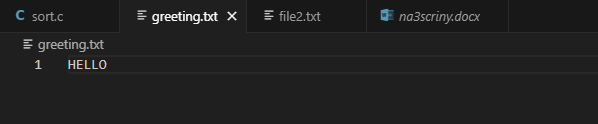 C sort.c greeting.txt file2.txt na3scriny.docx
greeting.txt
1 HELLO